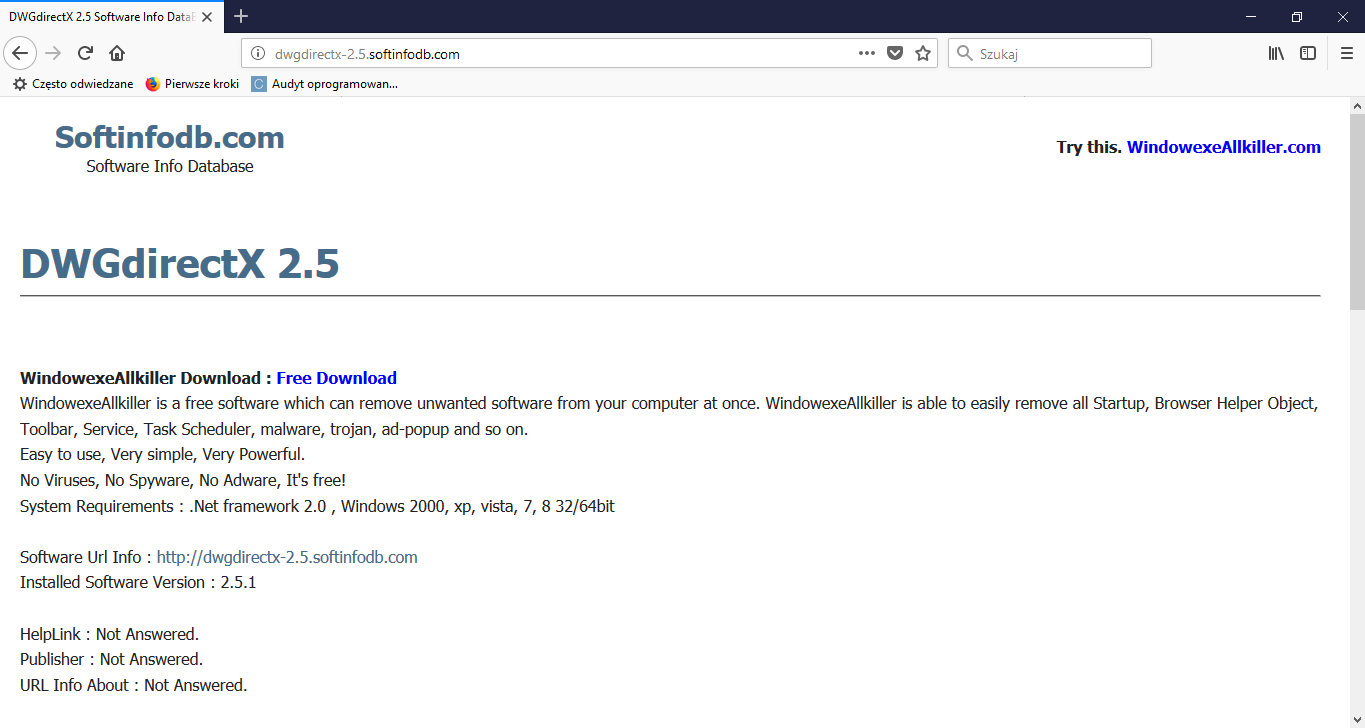 DWGdirectX 2.5 Software Info Datab
dwgdirectx-2.5.softinfodb.com
Szukaj
Często odwiedzane
Pierwsze kroki
C
Audyt oprogramowan...
Softinfodb.com
Software Info Database
Try this. WindowexeAllkiller.com
DWGdirectX 2.5
WindowexeAllkiller Download : Free Download
WindowexeAllkiller is a free software which can remove unwanted software from your computer at once. WindowexeAllkiller is able to easily remove all Startup, Browser Helper Object,
Toolbar, Service, Task Scheduler, malware, trojan, ad-popup and so on.
Easy to use, Very simple, Very Powerful.
No Viruses, No Spyware, No Adware, It's free!
System Requirements : .Net framework 2.0 , Windows 2000, xp, vista, 7, 8 32/64bit
Software Url Info : http://dwgdirectx-2.5.softinfodb.com
Installed Software Version : 2.5.1
HelpLink : Not Answered.
Publisher : Not Answered.
URL Info About : Not Answered.